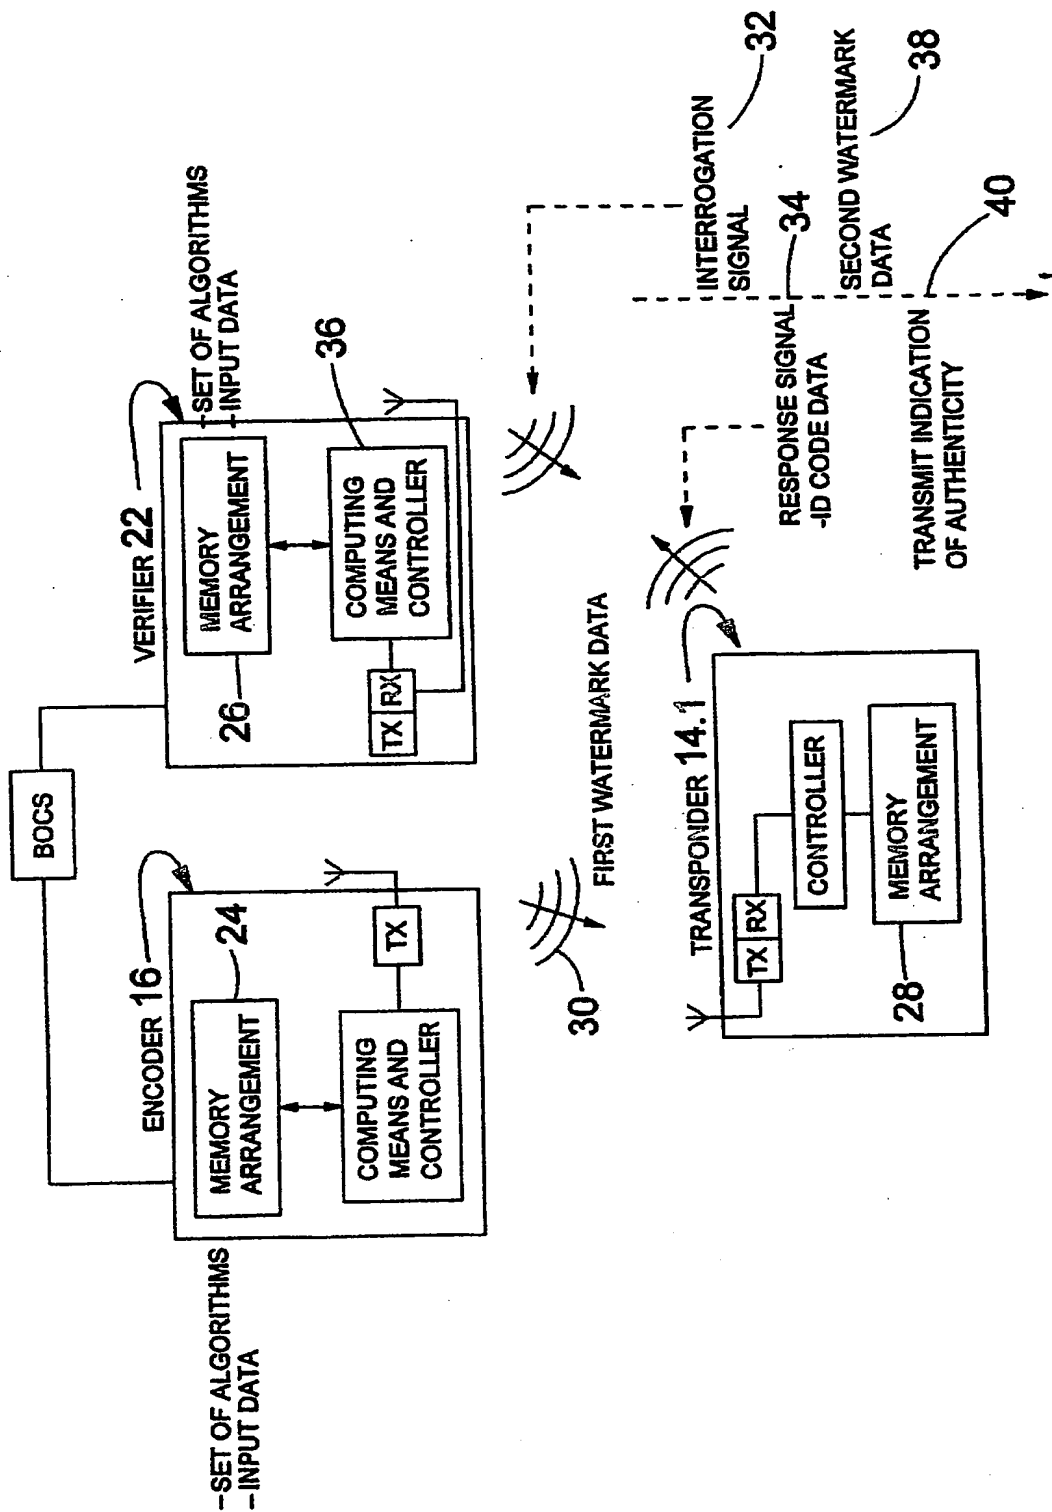 BOCS
ENCODER 16
24
MEMORY
ARRANGEMENT
COMPUTING
MEANS AND
CONTROLLER
TX
-SET OF ALGORITHMS
-INPUT DATA
VERIFIER 22
-SET OF ALGORITHMS
-INPUT DATA
MEMORY
ARRANGEMENT
26
36
COMPUTING
MEANS AND
CONTROLLER
TX RX
30
FIRST WATERMARK DATA
TRANSPONDER 14.1
TX RX
CONTROLLER
MEMORY
ARRANGEMENT
28
INTERROGATION
SIGNAL
32
RESPONSE SIGNAL
-ID CODE DATA
34
SECOND WATERMARK
DATA
38
TRANSMIT INDICATION
OF AUTHENTICITY
40
t